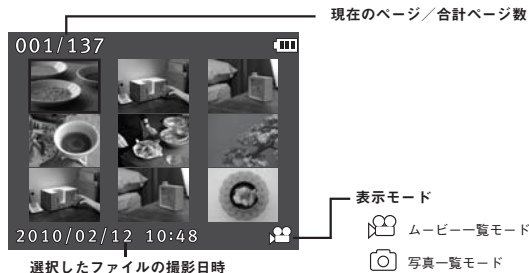 現在のページ／合計ページ数
001/137
2010/02/12 10:48
選択したファイルの撮影日時
表示モード
ムービー一覧モード
写真一覧モード